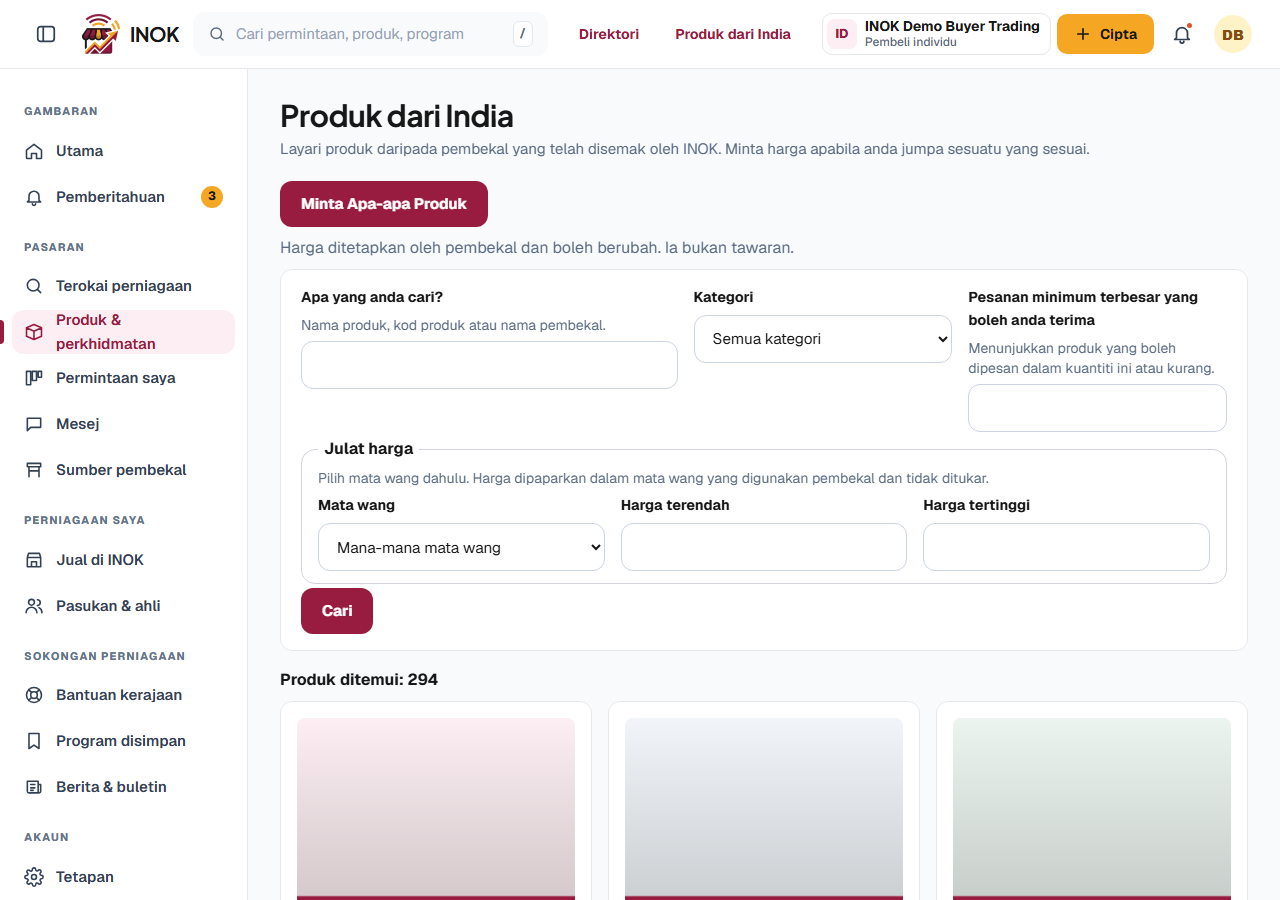 INOK
Cari permintaan, produk, program
/
Direktori
Produk dari India
ID
INOK Demo Buyer Trading
Pembeli individu
Cipta
DB
GAMBARAN
Utama
Pemberitahuan
3
PASARAN
Terokai perniagaan
Produk &
perkhidmatan
Permintaan saya
Mesej
Sumber pembekal
PERNIAGAAN SAYA
Jual di INOK
Pasukan & ahli
SOKONGAN PERNIAGAAN
Bantuan kerajaan
Program disimpan
Berita & buletin
AKAUN
Tetapan
Produk dari India
Layari produk daripada pembekal yang telah disemak oleh INOK. Minta harga apabila anda jumpa sesuatu yang sesuai.
Minta Apa-apa Produk
Harga ditetapkan oleh pembekal dan boleh berubah. Ia bukan tawaran.
Apa yang anda cari?
Nama produk, kod produk atau nama pembekal.
Kategori
Semua kategori
Pesanan minimum terbesar yang
boleh anda terima
Menunjukkan produk yang boleh
dipesan dalam kuantiti ini atau kurang.
Julat harga
Pilih mata wang dahulu. Harga dipaparkan dalam mata wang yang digunakan pembekal dan tidak ditukar.
Mata wang
Mana-mana mata wang
Harga terendah
Harga tertinggi
Cari
Produk ditemui: 294